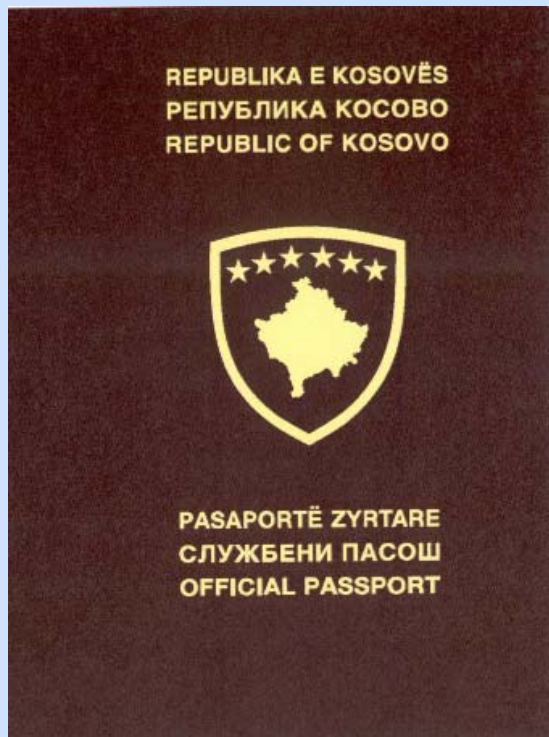 REPUBLIKA E KOSOVËS
РЕПУБЛИКА КОСОВО
REPUBLIC OF KOSOVO
PASAPORTË ZYRTARE
СЛУЖБЕНИ ПАСОШ
OFFICIAL PASSPORT